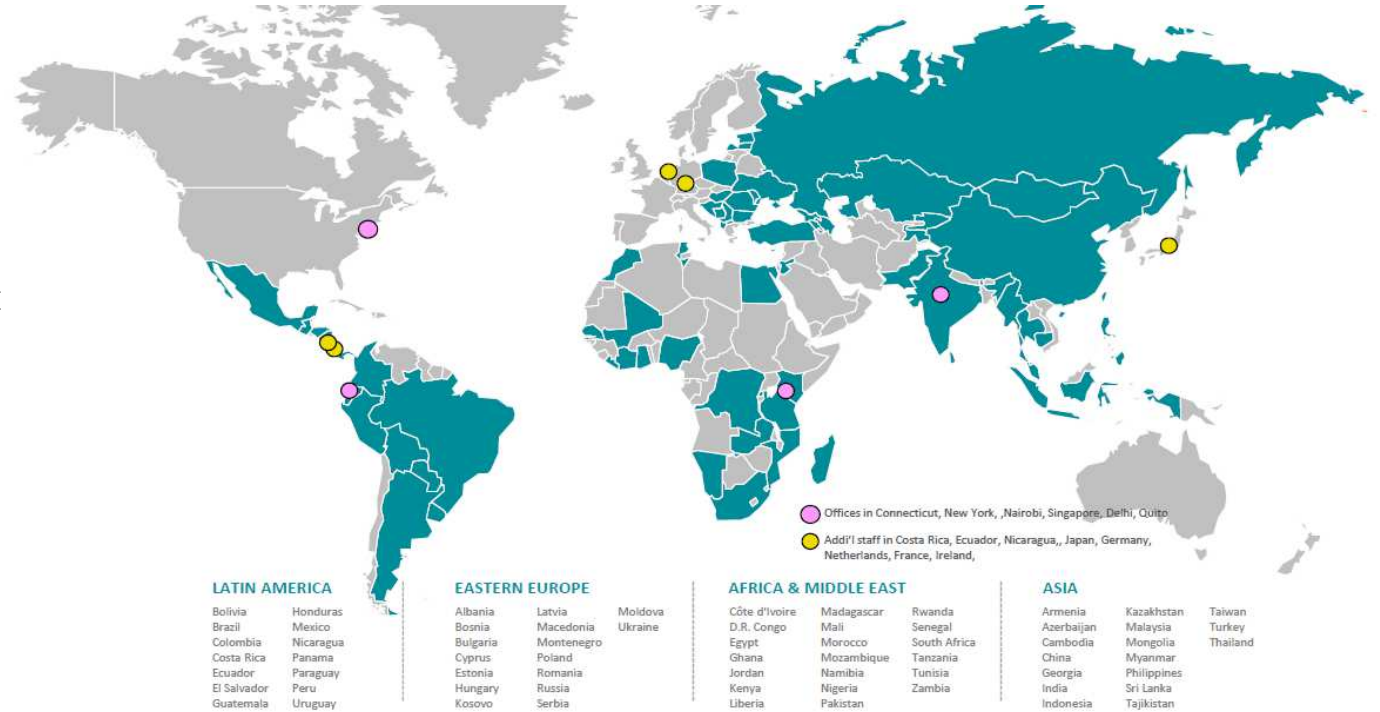 Offices in Connecticut, New York, ,Nairobi, Singapore, Delhi, Quito
Addi'l staff in Costa Rica, Ecuador, Nicaragua,, Japan, Germany,
Netherlands, France, Ireland,
LATIN AMERICA
Bolivia
Brazil
Colombia
Costa Rica
Ecuador
El Salvador
Guatemala
Honduras
Mexico
Nicaragua
Panama
Paraguay
Peru
Uruguay
EASTERN EUROPE
Albania
Bosnia
Bulgaria
Cyprus
Estonia
Hungary
Kosovo
Latvia
Macedonia
Montenegro
Poland
Romania
Russia
Serbia
Moldova
Ukraine
AFRICA & MIDDLE EAST
Côte d'Ivoire
D.R. Congo
Egypt
Ghana
Jordan
Kenya
Liberia
Madagascar
Mali
Morocco
Mozambique
Namibia
Nigeria
Pakistan
Rwanda
Senegal
South Africa
Tanzania
Tunisia
Zambia
ASIA
Armenia
Azerbaijan
Cambodia
China
Georgia
India
Indonesia
Kazakhstan
Malaysia
Mongolia
Myanmar
Philippines
Sri Lanka
Tajikistan
Taiwan
Turkey
Thailand